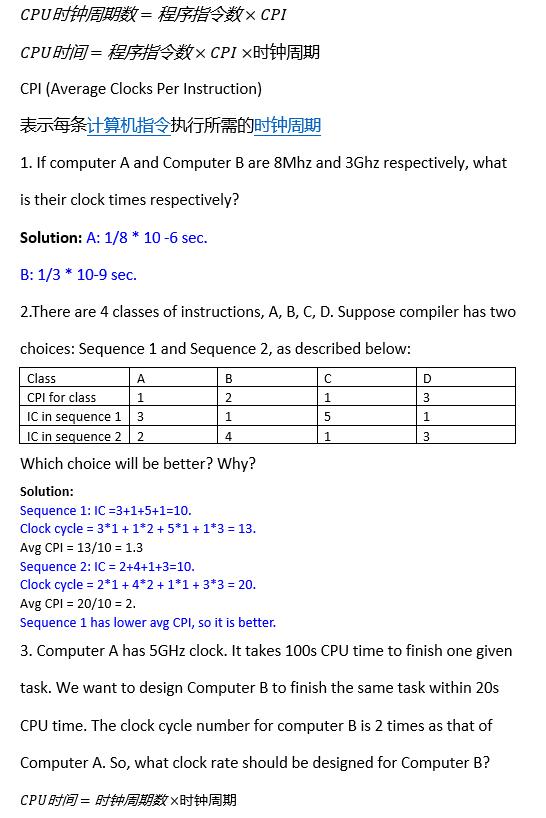 CPU时钟周期数 = 程序指令数 × CPI
CPU时间 = 程序指令数 × CPI ×时钟周期
CPI (Average Clocks Per Instruction)
表示每条计算机指令执行所需的时钟周期
1. If computer A and Computer B are 8Mhz and 3Ghz respectively, what
is their clock times respectively?
Solution: A: 1/8 * 10 -6 sec.
B: 1/3 * 10-9 sec.
2.There are 4 classes of instructions, A, B, C, D. Suppose compiler has two
choices: Sequence 1 and Sequence 2, as described below:
Class A B C D
CPI for class 1 2 1 3
IC in sequence 1 3 1 5 1
IC in sequence 2 2 4 1 3
Which choice will be better? Why?
Solution:
Sequence 1: IC =3+1+5+1=10.
Clock cycle = 3*1 + 1*2 + 5*1 + 1*3 = 13.
Avg CPI = 13/10 = 1.3
Sequence 2: IC = 2+4+1+3=10.
Clock cycle = 2*1 + 4*2 + 1*1 + 3*3 = 20.
Avg CPI = 20/10 = 2.
Sequence 1 has lower avg CPI, so it is better.
3. Computer A has 5GHz clock. It takes 100s CPU time to finish one given
task. We want to design Computer B to finish the same task within 20s
CPU time. The clock cycle number for computer B is 2 times as that of
Computer A. So, what clock rate should be designed for Computer B?
CPU时间 = 时钟周期数 ×时钟周期